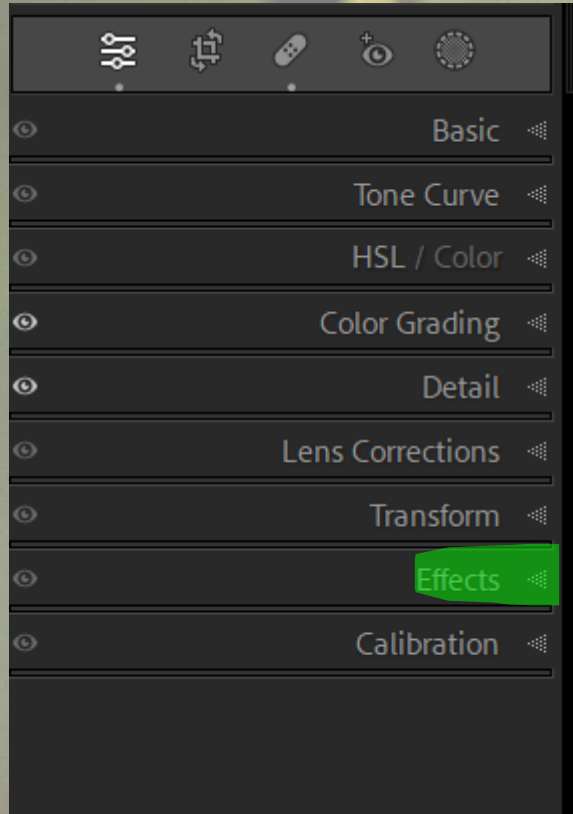 Basic
Tone Curve
HSL / Color
Color Grading
Detail
Lens Corrections
Transform
Effects
Calibration